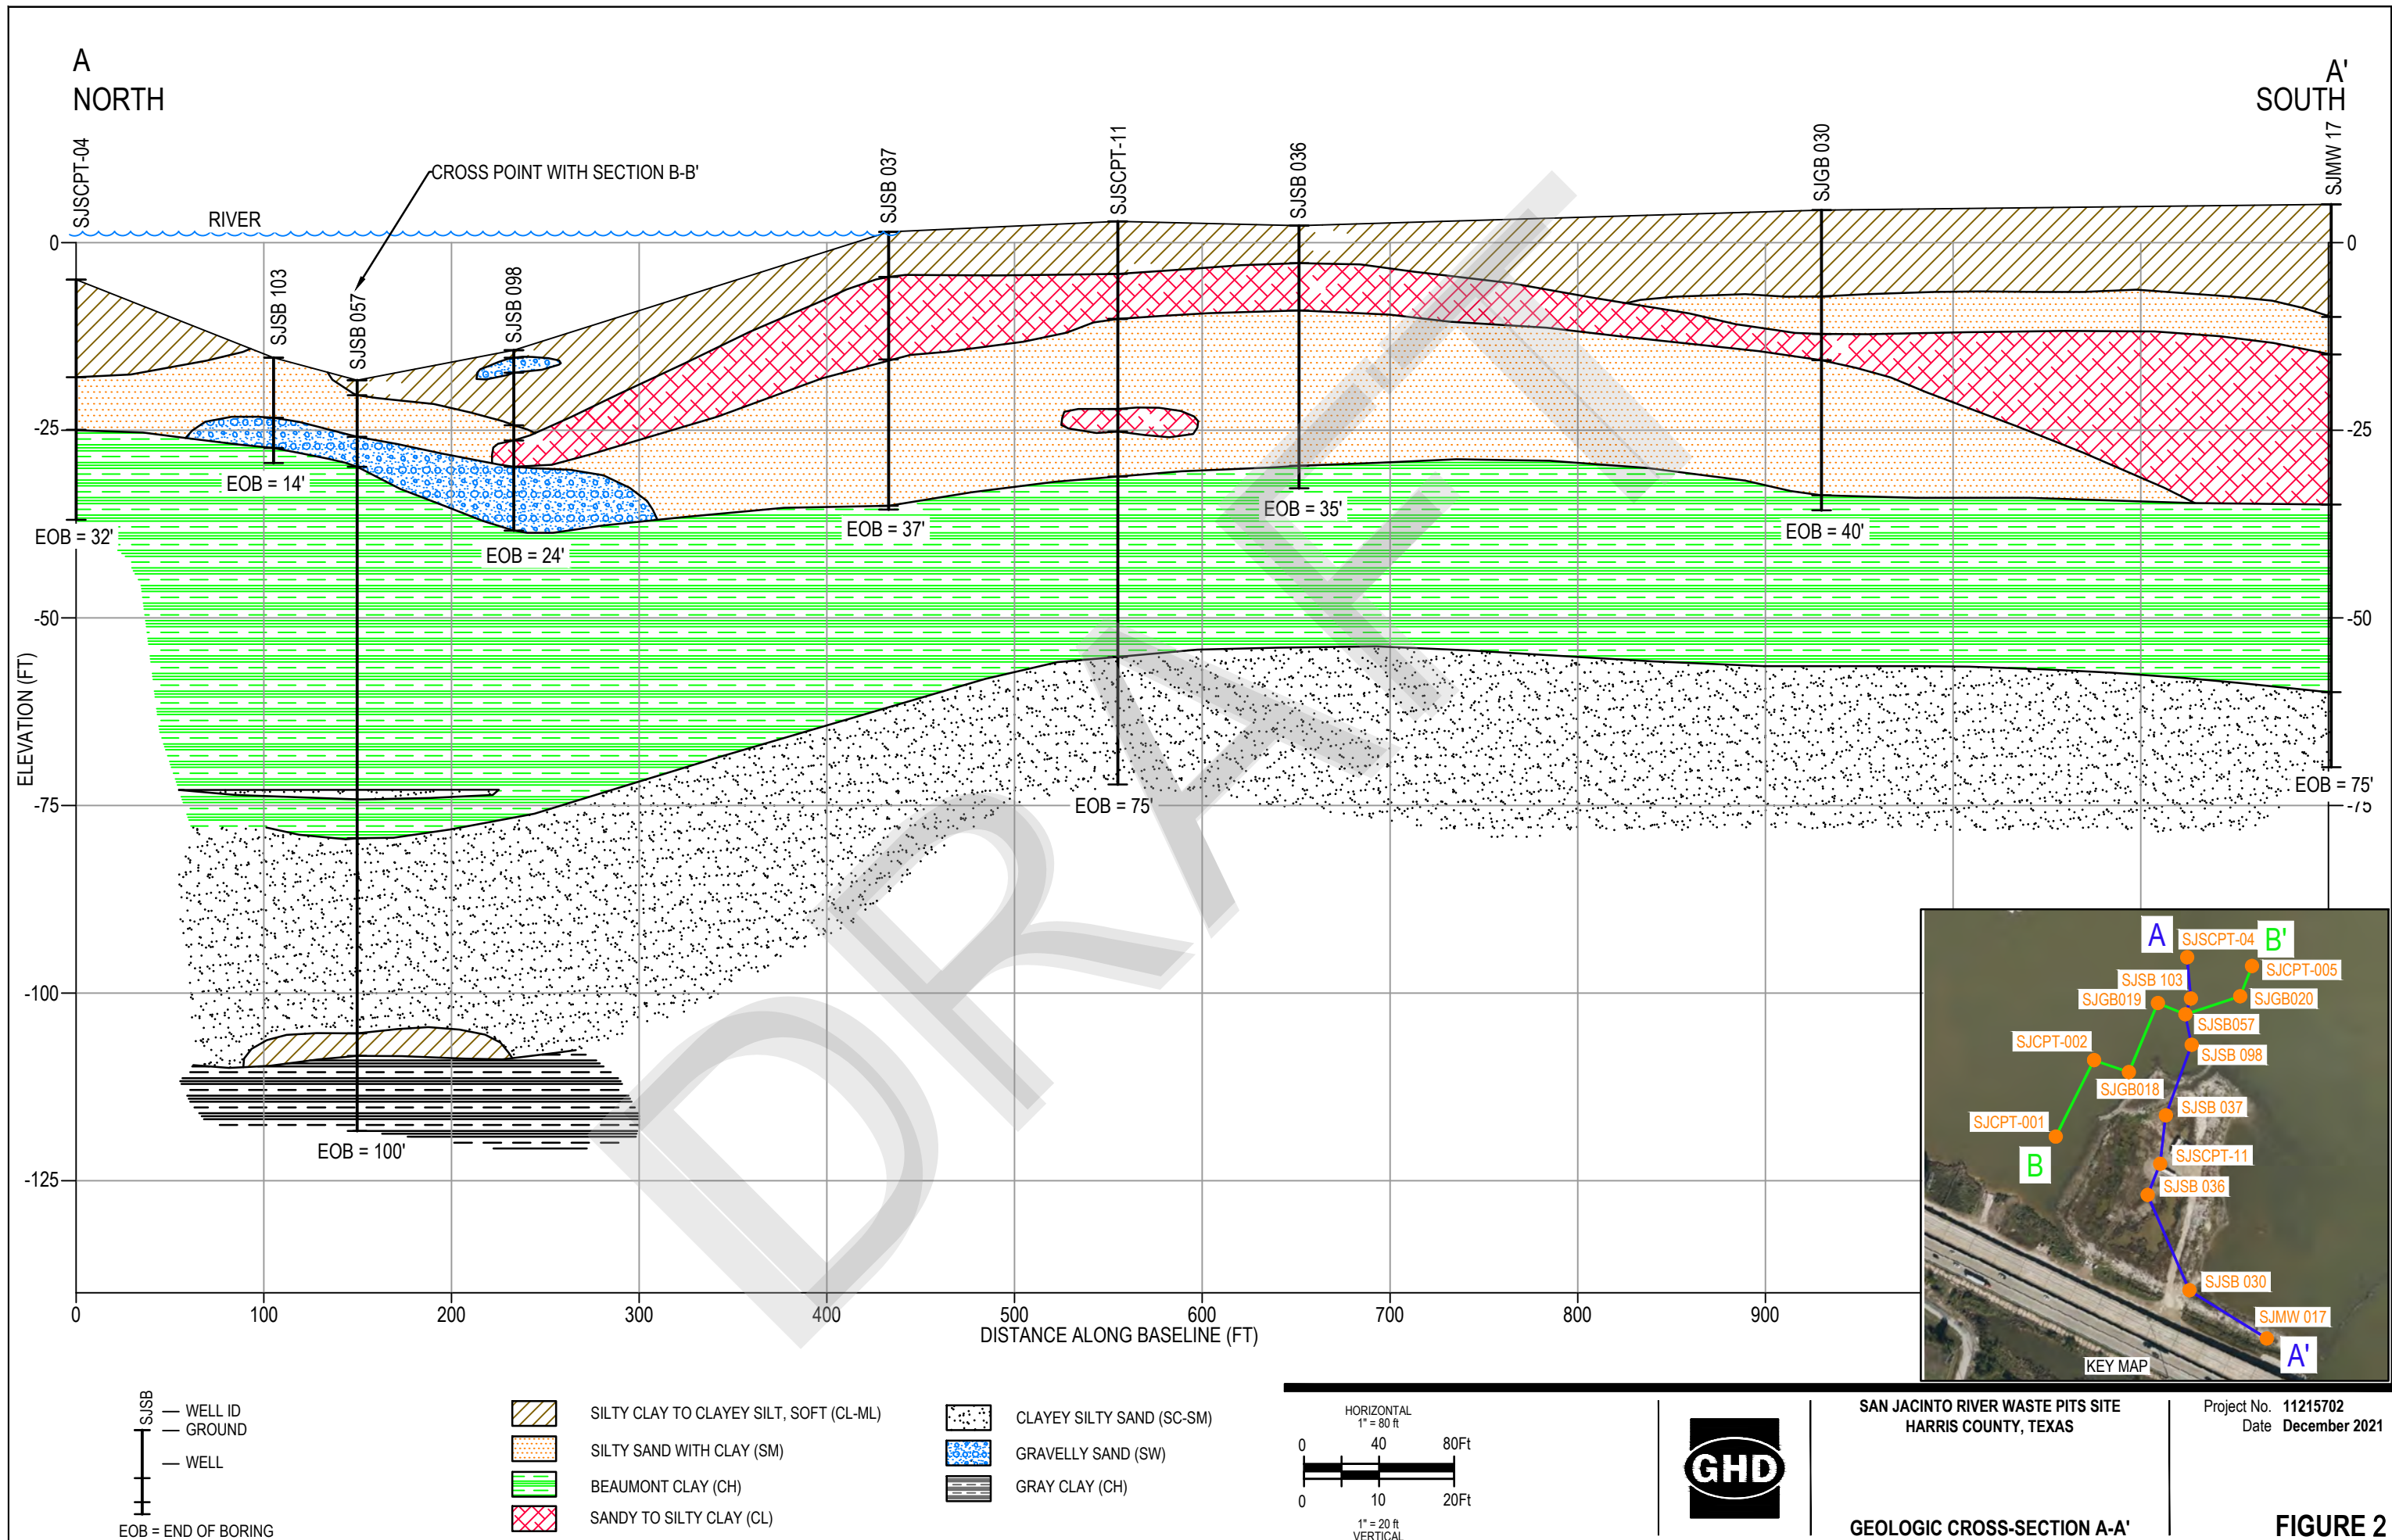 A
NORTH
A'
SOUTH
SJSCPT-04
RIVER
CROSS POINT WITH SECTION B-B'
SJSB 103
SJSB 057
SJSB 098
SJSB 037
SJSCPT-11
SJSB 036
SJGB 030
SJMW 17
ELEVATION (FT)
0
-25
-50
-75
-100
-125
0
-25
-50
-75
EOB = 32'
EOB = 14'
EOB = 24'
EOB = 37'
EOB = 75'
EOB = 35'
EOB = 40'
EOB = 75'
EOB = 100'
DRAFT
0 100 200 300 400 500 600 700 800 900
DISTANCE ALONG BASELINE (FT)
A
SJSCPT-04
B'
SJCPT-005
SJSB 103
SJGB019
SJGB020
SJSB057
SJCPT-002
SJSB 098
SJGB018
SJSB 037
SJCPT-001
B
SJSCPT-11
SJSB 036
SJSB 030
SJMW 017
A'
KEY MAP
SJSB
WELL ID
GROUND
WELL
EOB = END OF BORING
SILTY CLAY TO CLAYEY SILT, SOFT (CL-ML)
SILTY SAND WITH CLAY (SM)
BEAUMONT CLAY (CH)
SANDY TO SILTY CLAY (CL)
CLAYEY SILTY SAND (SC-SM)
GRAVELLY SAND (SW)
GRAY CLAY (CH)
HORIZONTAL
1" = 80 ft
0 40 80Ft
0 10 20Ft
1" = 20 ft
VERTICAL
GHD
SAN JACINTO RIVER WASTE PITS SITE
HARRIS COUNTY, TEXAS
GEOLOGIC CROSS-SECTION A-A'
Project No. 11215702
Date December 2021
FIGURE 2